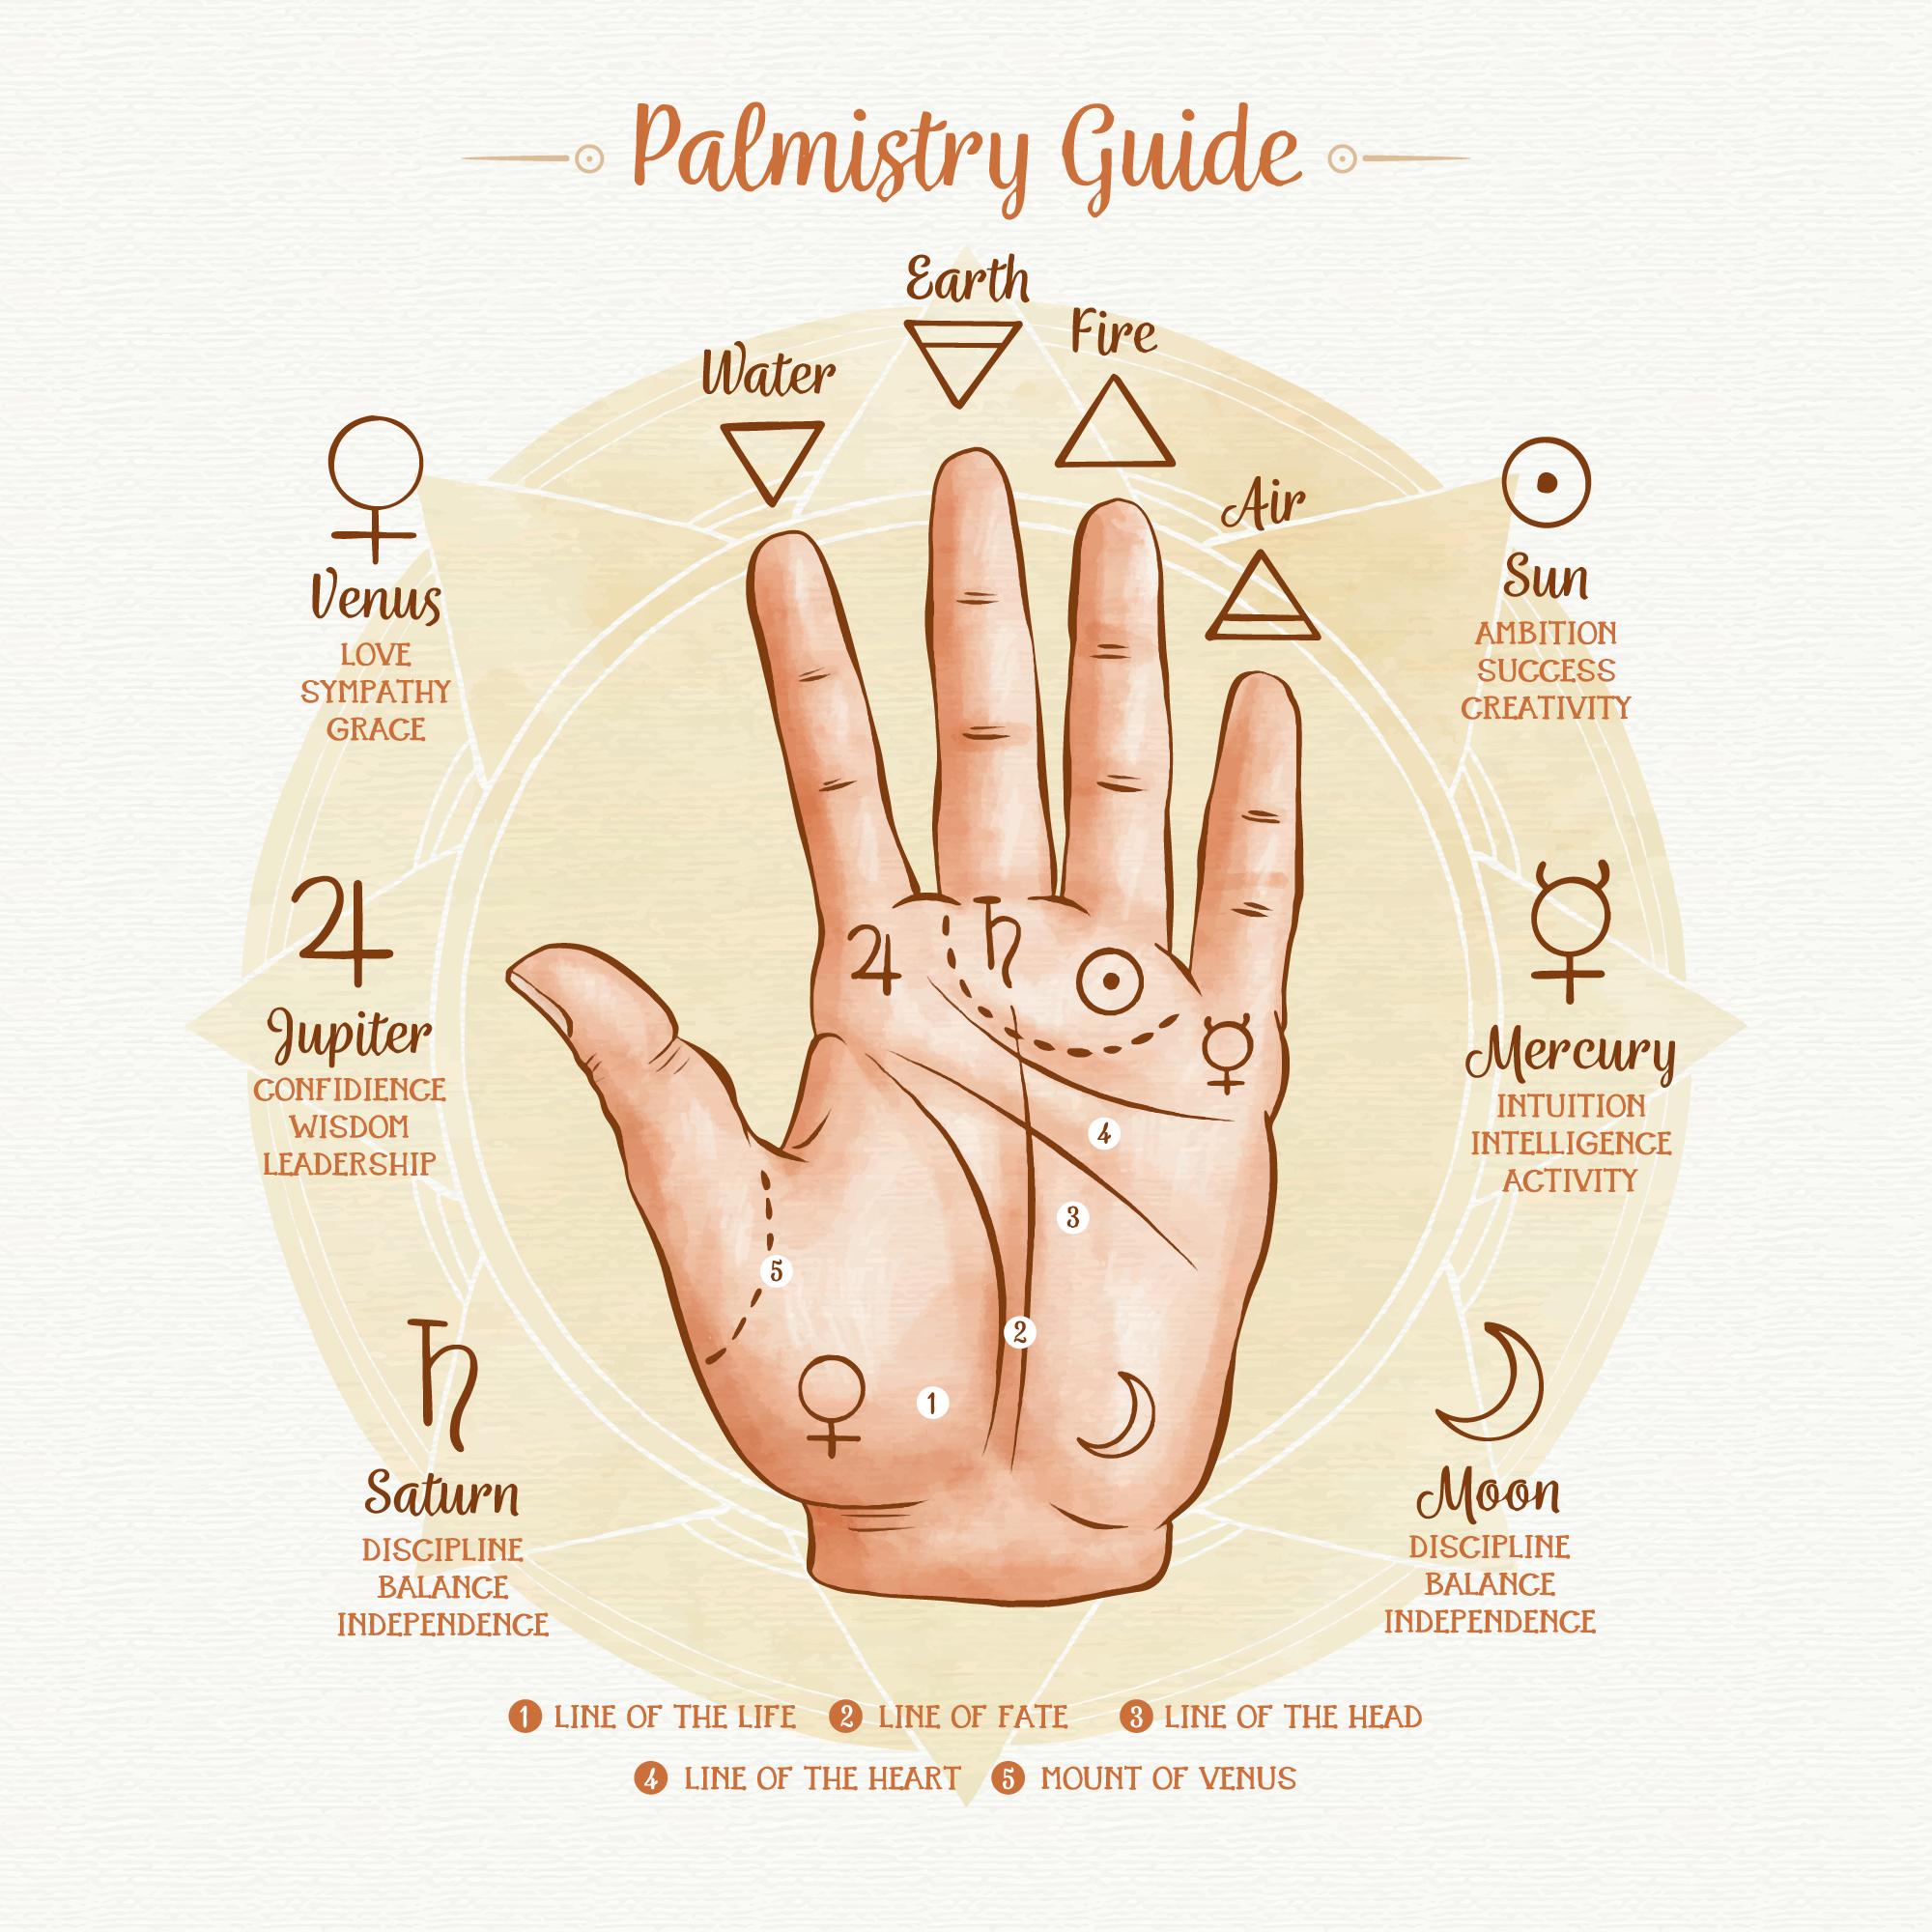 Palmistry Guide
Earth
Fire
Water
Air
Venus
LOVE
SYMPATHY
GRACE
Sun
AMBITION
SUCCESS
CREATIVITY
Jupiter
CONFIDIENCE
WISDOM
LEADERSHIP
Mercury
INTUITION
INTELLIGENCE
ACTIVITY
4
3
5
2
1
Saturn
DISCIPLINE
BALANCE
INDEPENDENCE
Moon
DISCIPLINE
BALANCE
INDEPENDENCE
1 LINE OF THE LIFE 2 LINE OF FATE 3 LINE OF THE HEAD
4 LINE OF THE HEART 5 MOUNT OF VENUS